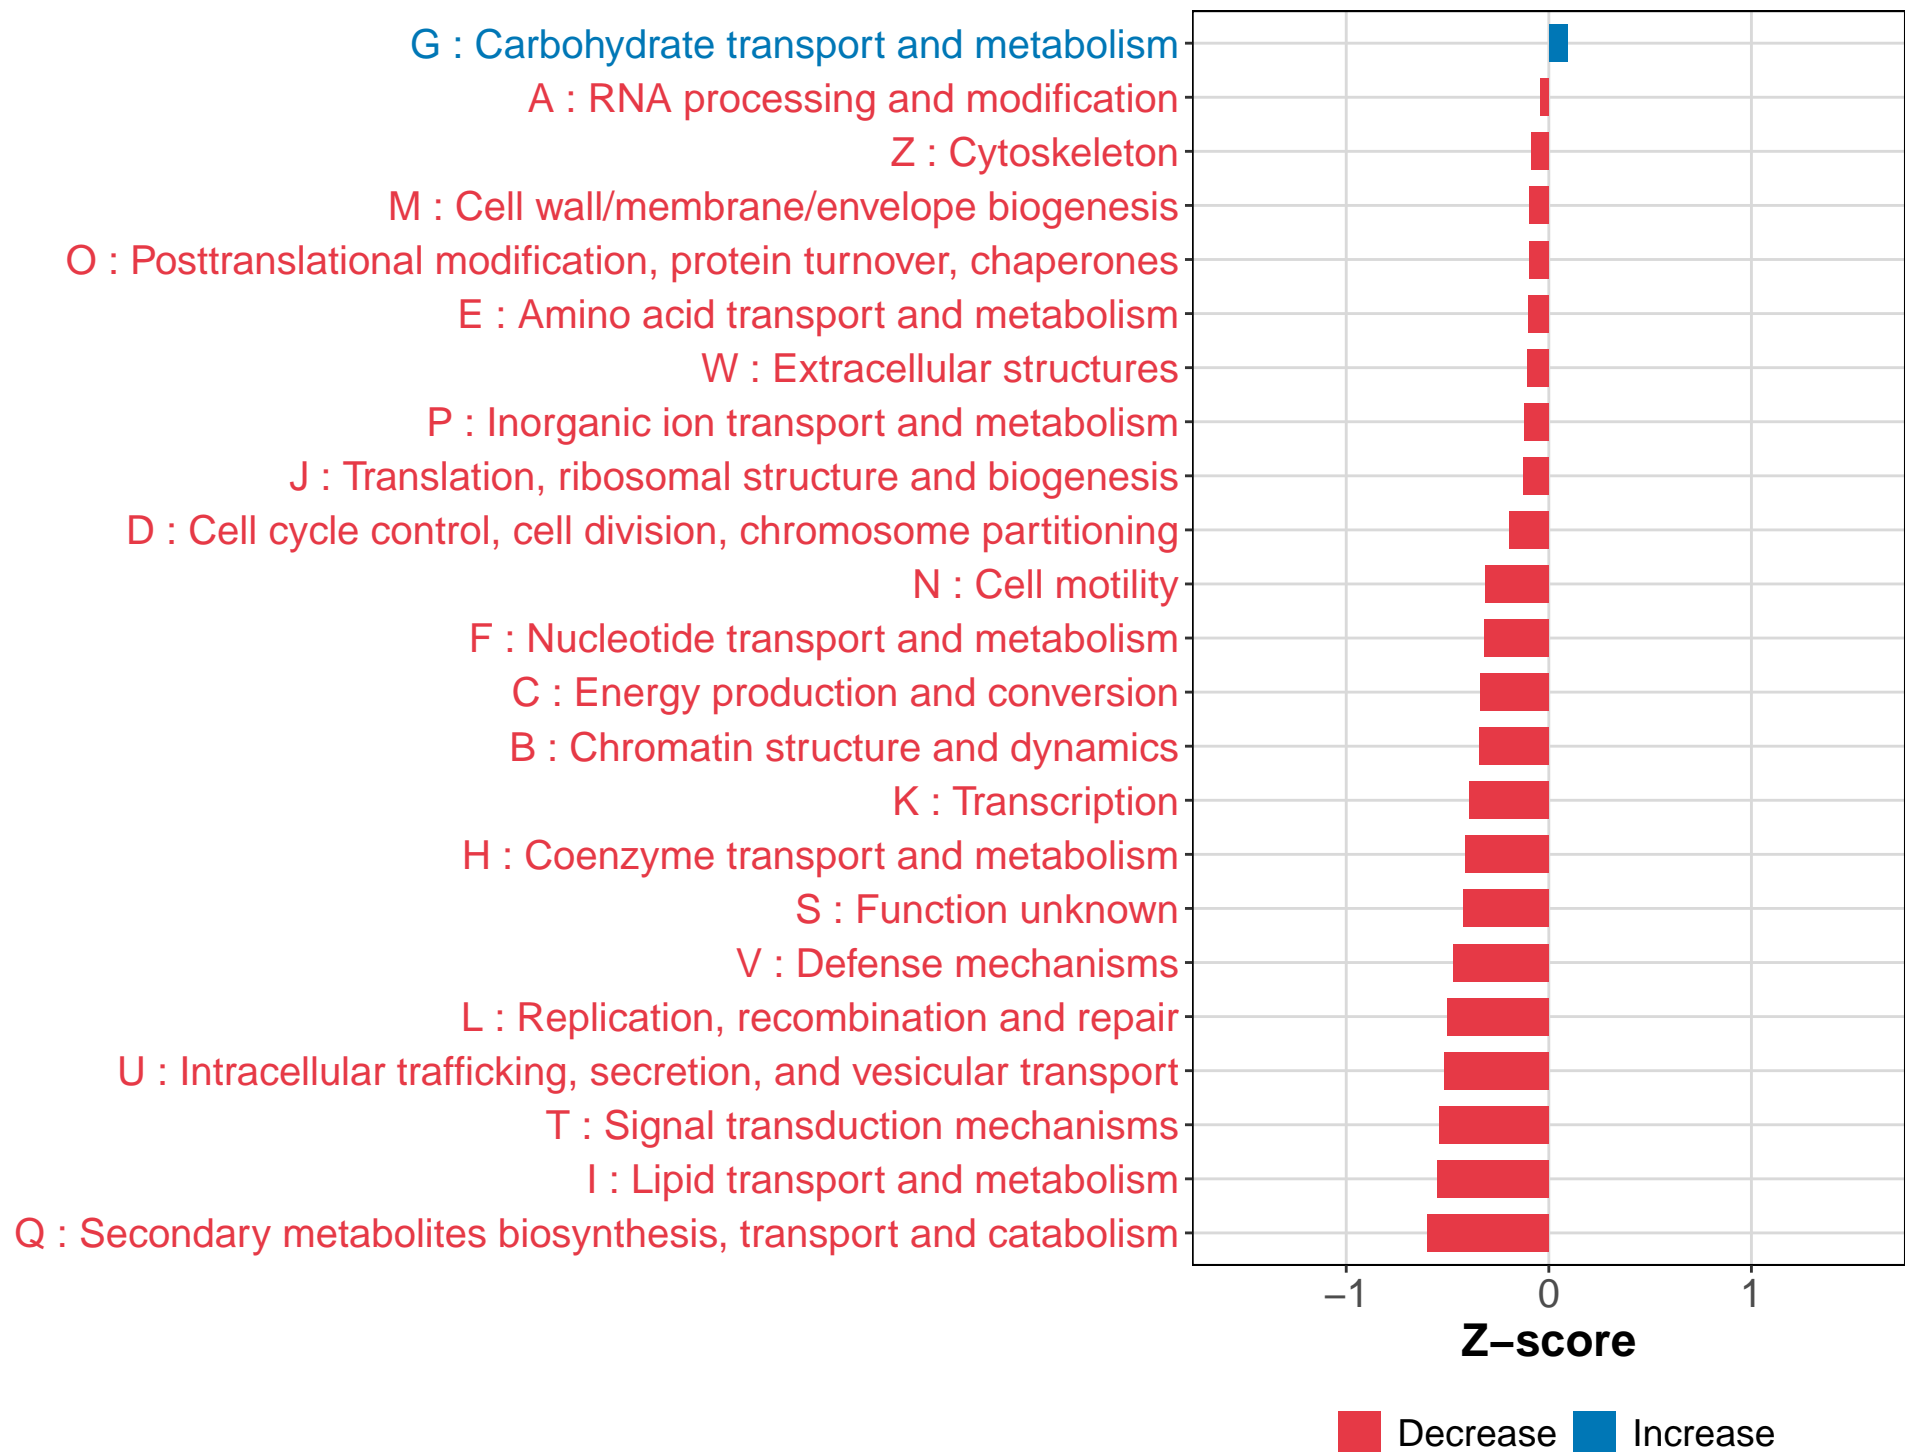 G : Carbohydrate transport and metabolism
A : RNA processing and modification
Z : Cytoskeleton
M : Cell wall/membrane/envelope biogenesis
O : Posttranslational modification, protein turnover, chaperones
E : Amino acid transport and metabolism
W : Extracellular structures
P : Inorganic ion transport and metabolism
J : Translation, ribosomal structure and biogenesis
D : Cell cycle control, cell division, chromosome partitioning
N : Cell motility
F : Nucleotide transport and metabolism
C : Energy production and conversion
B : Chromatin structure and dynamics
K : Transcription
H : Coenzyme transport and metabolism
S : Function unknown
V : Defense mechanisms
L : Replication, recombination and repair
U : Intracellular trafficking, secretion, and vesicular transport
T : Signal transduction mechanisms
I : Lipid transport and metabolism
Q : Secondary metabolites biosynthesis, transport and catabolism
−1 0 1
Z−score
Decrease Increase